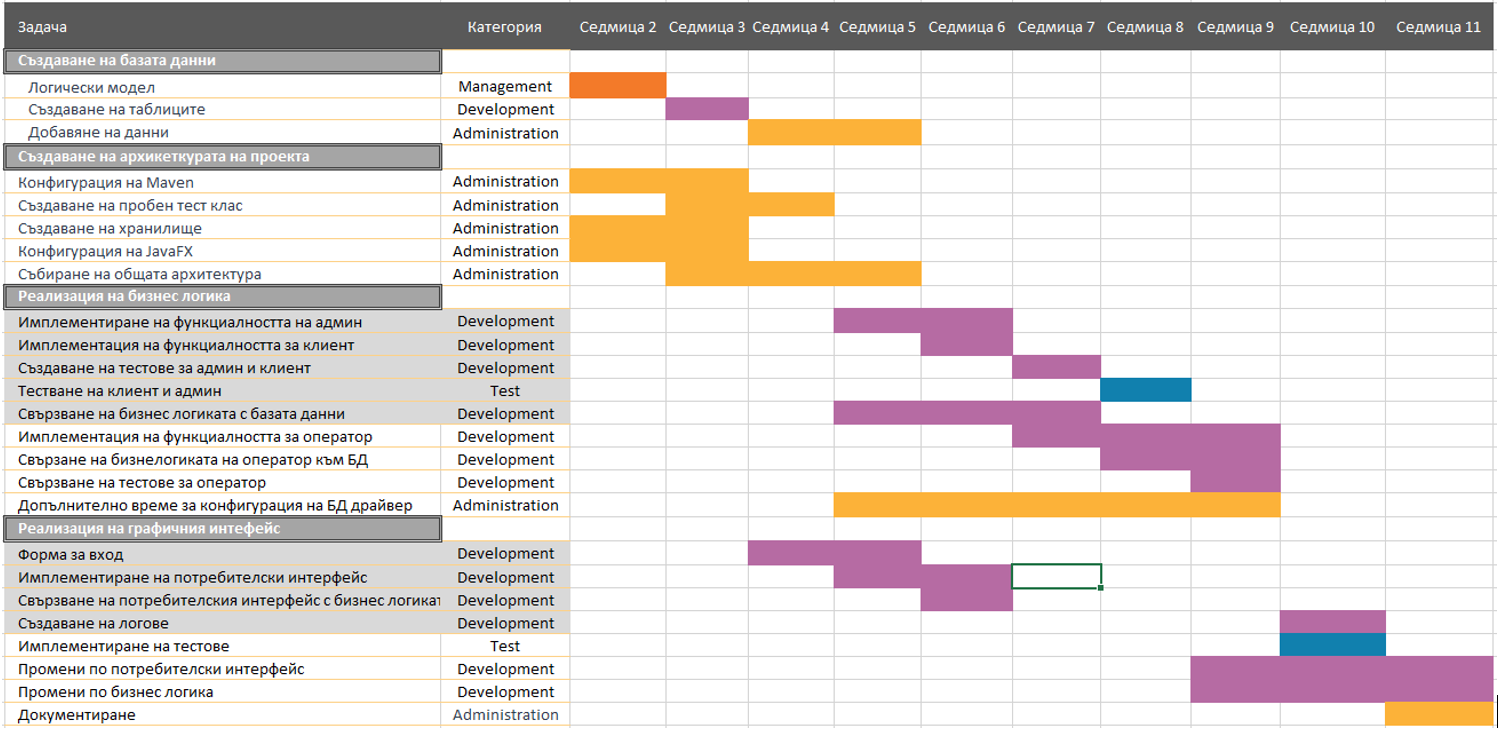 Задача Категория Седмица 2 Седмица 3 Седмица 4 Седмица 5 Седмица 6 Седмица 7 Седмица 8 Седмица 9 Седмица 10 Седмица 11
Създаване на базата данни
Логически модел Management
Създаване на таблиците Development
Добавяне на данни Administration
Създаване на архикеткурата на проекта
Конфигурация на Maven Administration
Създаване на пробен тест клас Administration
Създаване на хранилище Administration
Конфигурация на JavaFX Administration
Събиране на общата архитектура Administration
Реализация на бизнес логика
Имплементиране на функциалността на админ Development
Имплементация на функциалността за клиент Development
Създаване на тестове за админ и клиент Development
Тестване на клиент и админ Test
Свързване на бизнес логиката с базата данни Development
Имплементация на функциалността за оператор Development
Свързане на бизнелогиката на оператор към БД Development
Свързване на тестове за оператор Development
Допълнително време за конфигурация на БД драйвер Administration
Реализация на графичния интефейс
Форма за вход Development
Имплементиране на потребителски интерфейс Development
Свързване на потребителския интерфейс с бизнес логикат Development
Създаване на логове Development
Имплементиране на тестове Test
Промени по потребителски интерфейс Development
Промени по бизнес логика Development
Документиране Administration